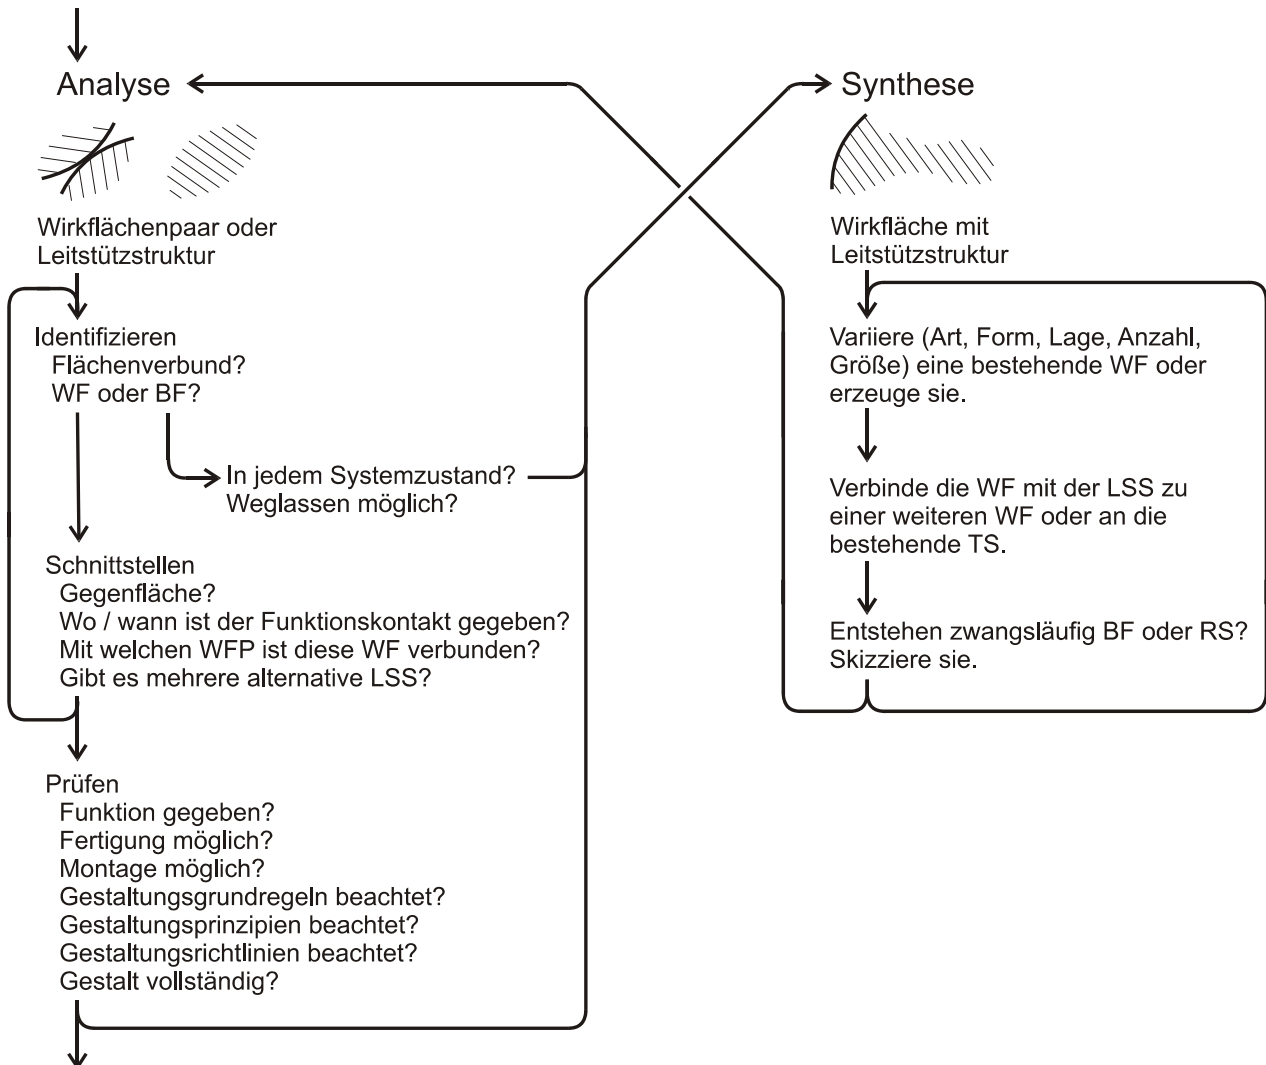 Analyse
Wirkflächenpaar oder
Leitstützstruktur
Identifizieren
Flächenverbund?
WF oder BF?
In jedem Systemzustand?
Weglassen möglich?
Schnittstellen
Gegenfläche?
Wo / wann ist der Funktionskontakt gegeben?
Mit welchen WFP ist diese WF verbunden?
Gibt es mehrere alternative LSS?
Prüfen
Funktion gegeben?
Fertigung möglich?
Montage möglich?
Gestaltungsgrundregeln beachtet?
Gestaltungsprinzipien beachtet?
Gestaltungsrichtlinien beachtet?
Gestalt vollständig?
Synthese
Wirkfläche mit
Leitstützstruktur
Variiere (Art, Form, Lage, Anzahl,
Größe) eine bestehende WF oder
erzeuge sie.
Verbinde die WF mit der LSS zu
einer weiteren WF oder an die
bestehende TS.
Entstehen zwangsläufig BF oder RS?
Skizziere sie.